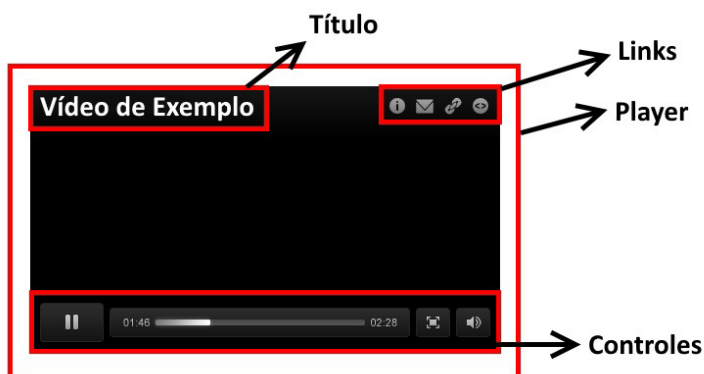 Título
Links
Vídeo de Exemplo
Player
01:46
02:28
Controles